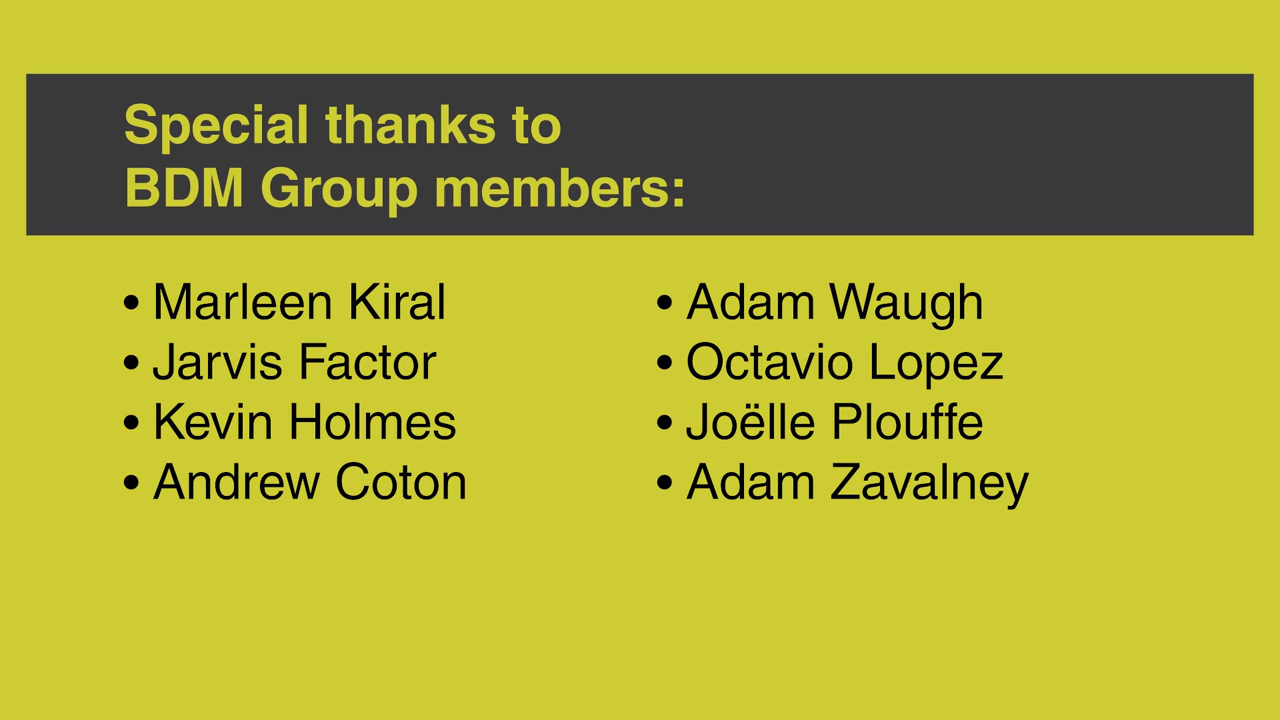 Special thanks to
BDM Group members:
• Marleen Kiral
• Jarvis Factor
• Kevin Holmes
• Andrew Coton
• Adam Waugh
• Octavio Lopez
• Joëlle Plouffe
• Adam Zavalney